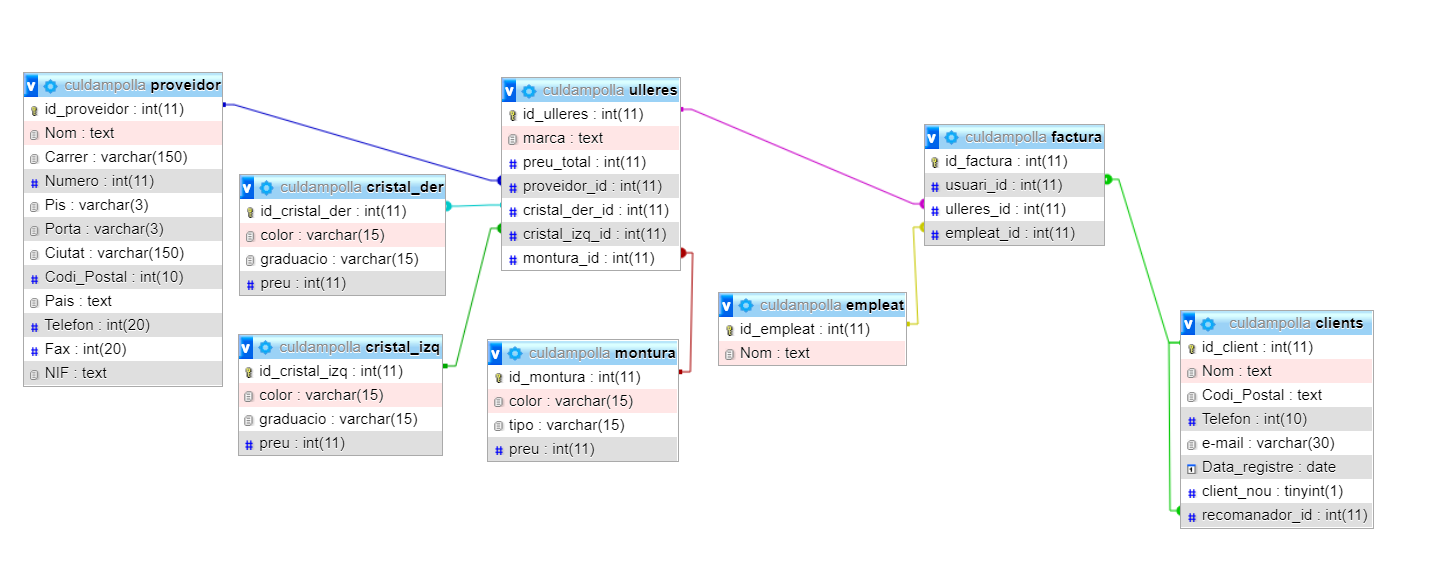 culdampolla proveidor
id_proveidor : int(11)
Nom : text
Carrer : varchar(150)
Numero : int(11)
Pis : varchar(3)
Porta : varchar(3)
Ciutat : varchar(150)
Codi_Postal : int(10)
Pais : text
Telefon : int(20)
Fax : int(20)
NIF : text
culdampolla cristal_der
id_cristal_der : int(11)
color : varchar(15)
graduacio : varchar(15)
preu : int(11)
culdampolla cristal_izq
id_cristal_izq : int(11)
color : varchar(15)
graduacio : varchar(15)
preu : int(11)
culdampolla ulleres
id_ulleres : int(11)
marca : text
preu_total : int(11)
proveidor_id : int(11)
cristal_der_id : int(11)
cristal_izq_id : int(11)
montura_id : int(11)
culdampolla montura
id_montura : int(11)
color : varchar(15)
tipo : varchar(15)
preu : int(11)
culdampolla empleat
id_empleat : int(11)
Nom : text
culdampolla factura
id_factura : int(11)
usuari_id : int(11)
ulleres_id : int(11)
empleat_id : int(11)
culdampolla clients
id_client : int(11)
Nom : text
Codi_Postal : text
Telefon : int(10)
e-mail : varchar(30)
Data_registre : date
client_nou : tinyint(1)
recomanador_id : int(11)